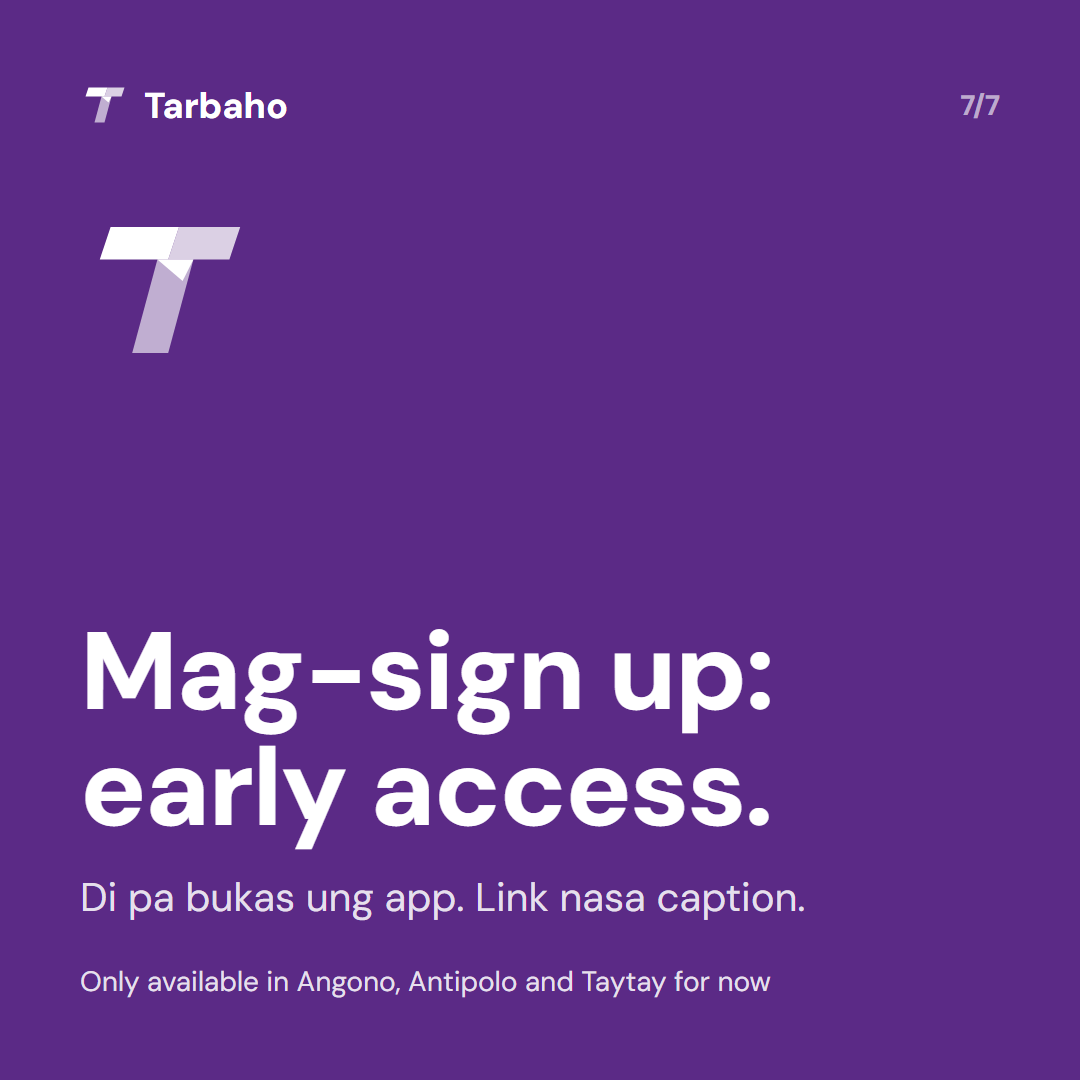 Tarbaho
7/7
Mag-sign up:
early access.
Di pa bukas ung app. Link nasa caption.
Only available in Angono, Antipolo and Taytay for now